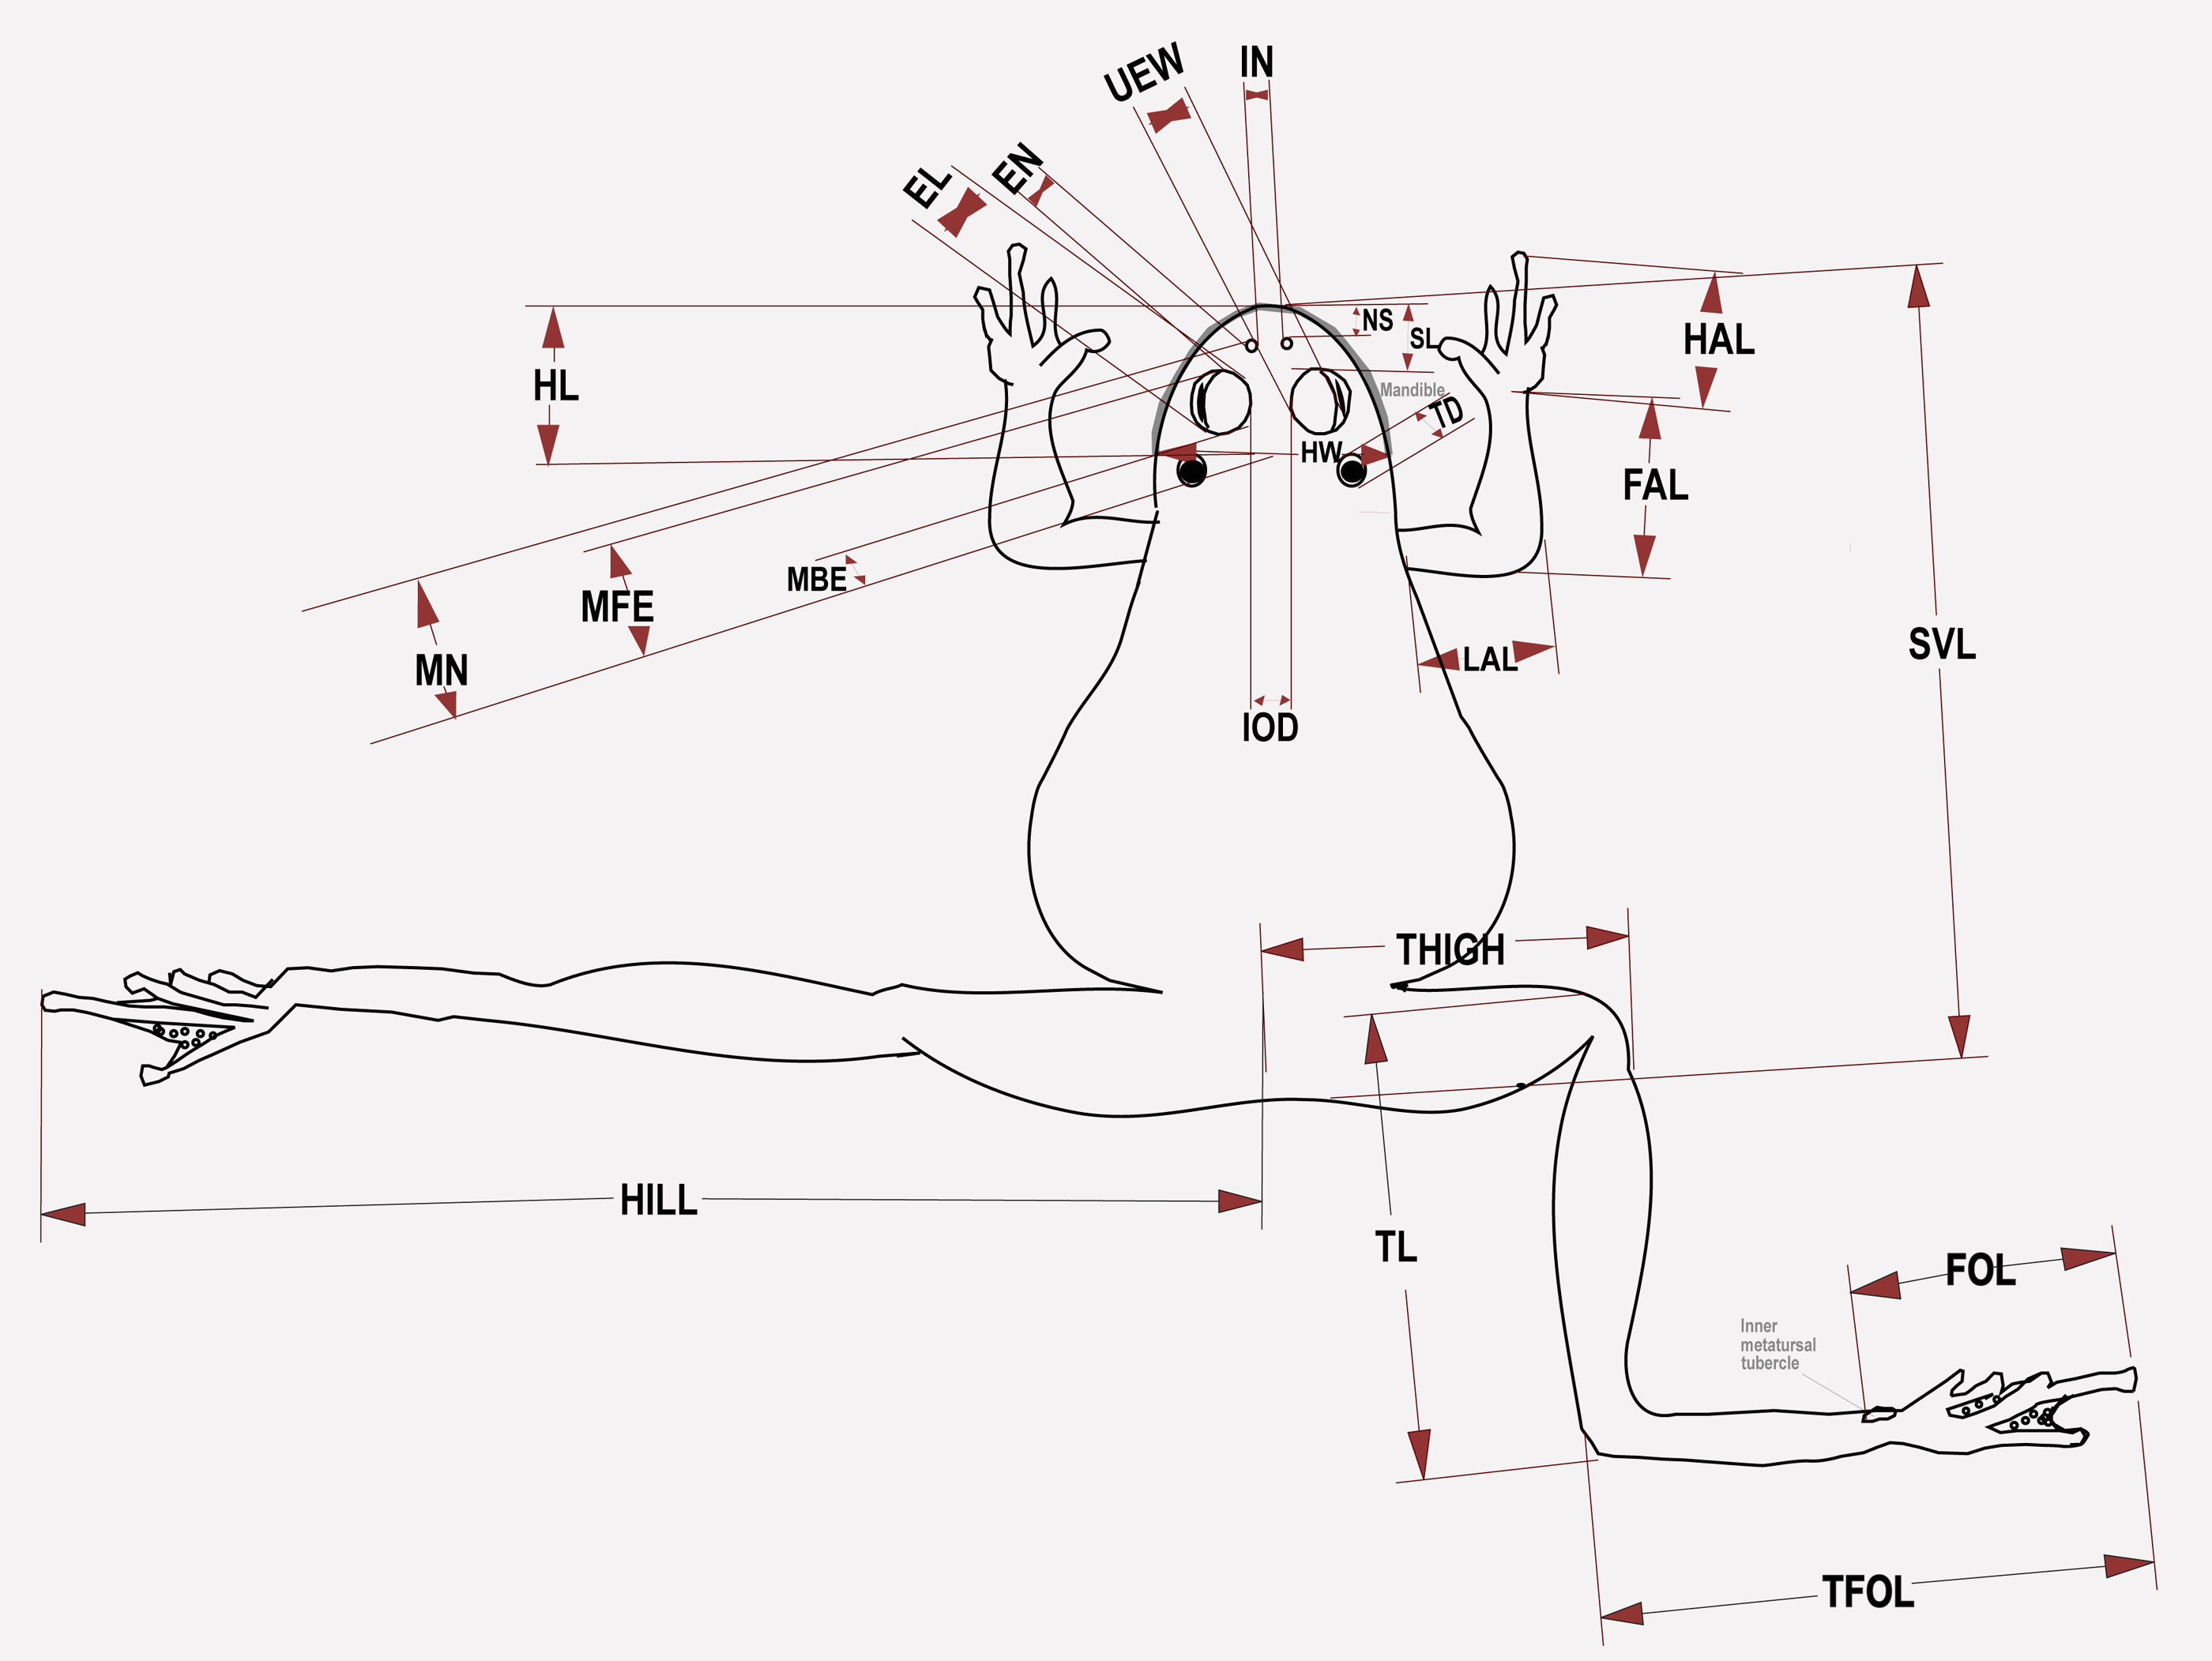 IN
UEW
EN
EL
NS
SL
HAL
HL
Mandible
TD
HW
FAL
MBE
MFE
SVL
LAL
MN
IOD
THIGH
HILL
TL
FOL
Inner
metatursal
tubercle
TFOL